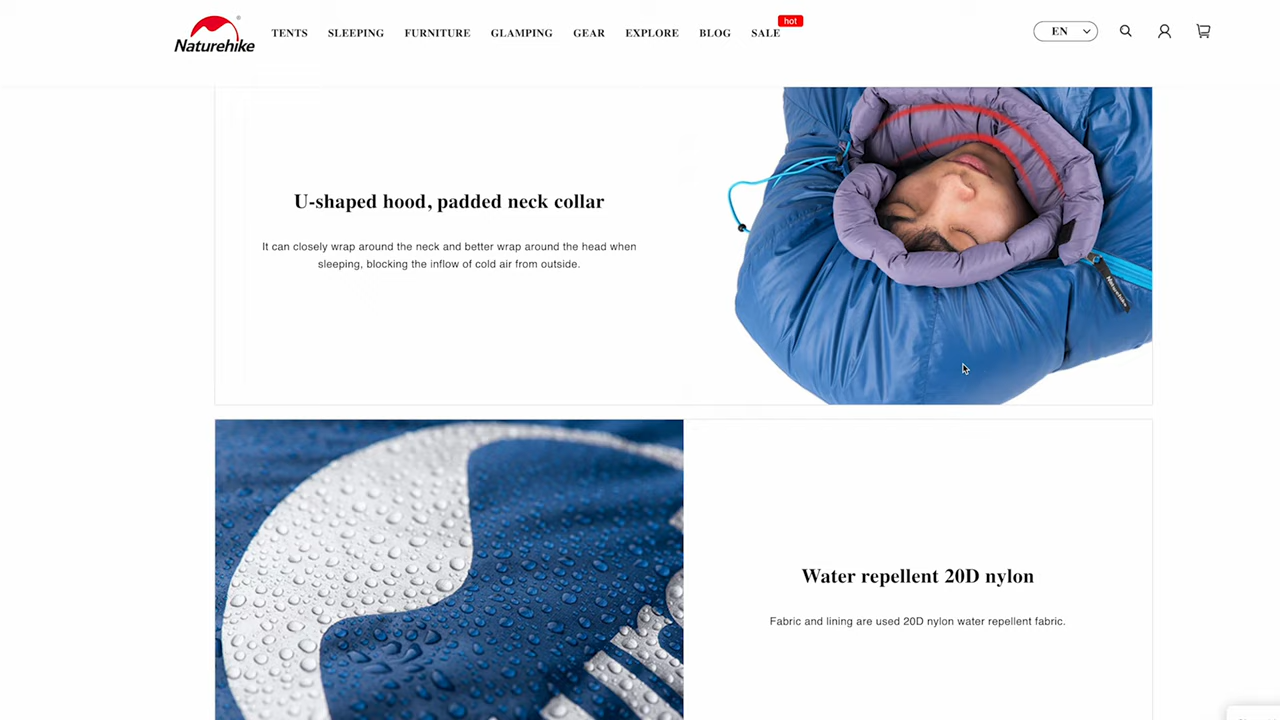 Naturehike
TENTS
SLEEPING
FURNITURE
GLAMPING
GEAR
EXPLORE
BLOG
SALE
hot
EN
U-shaped hood, padded neck collar
It can closely wrap around the neck and better wrap around the head when
sleeping, blocking the inflow of cold air from outside.
Naturehike
Water repellent 20D nylon
Fabric and lining are used 20D nylon water repellent fabric.